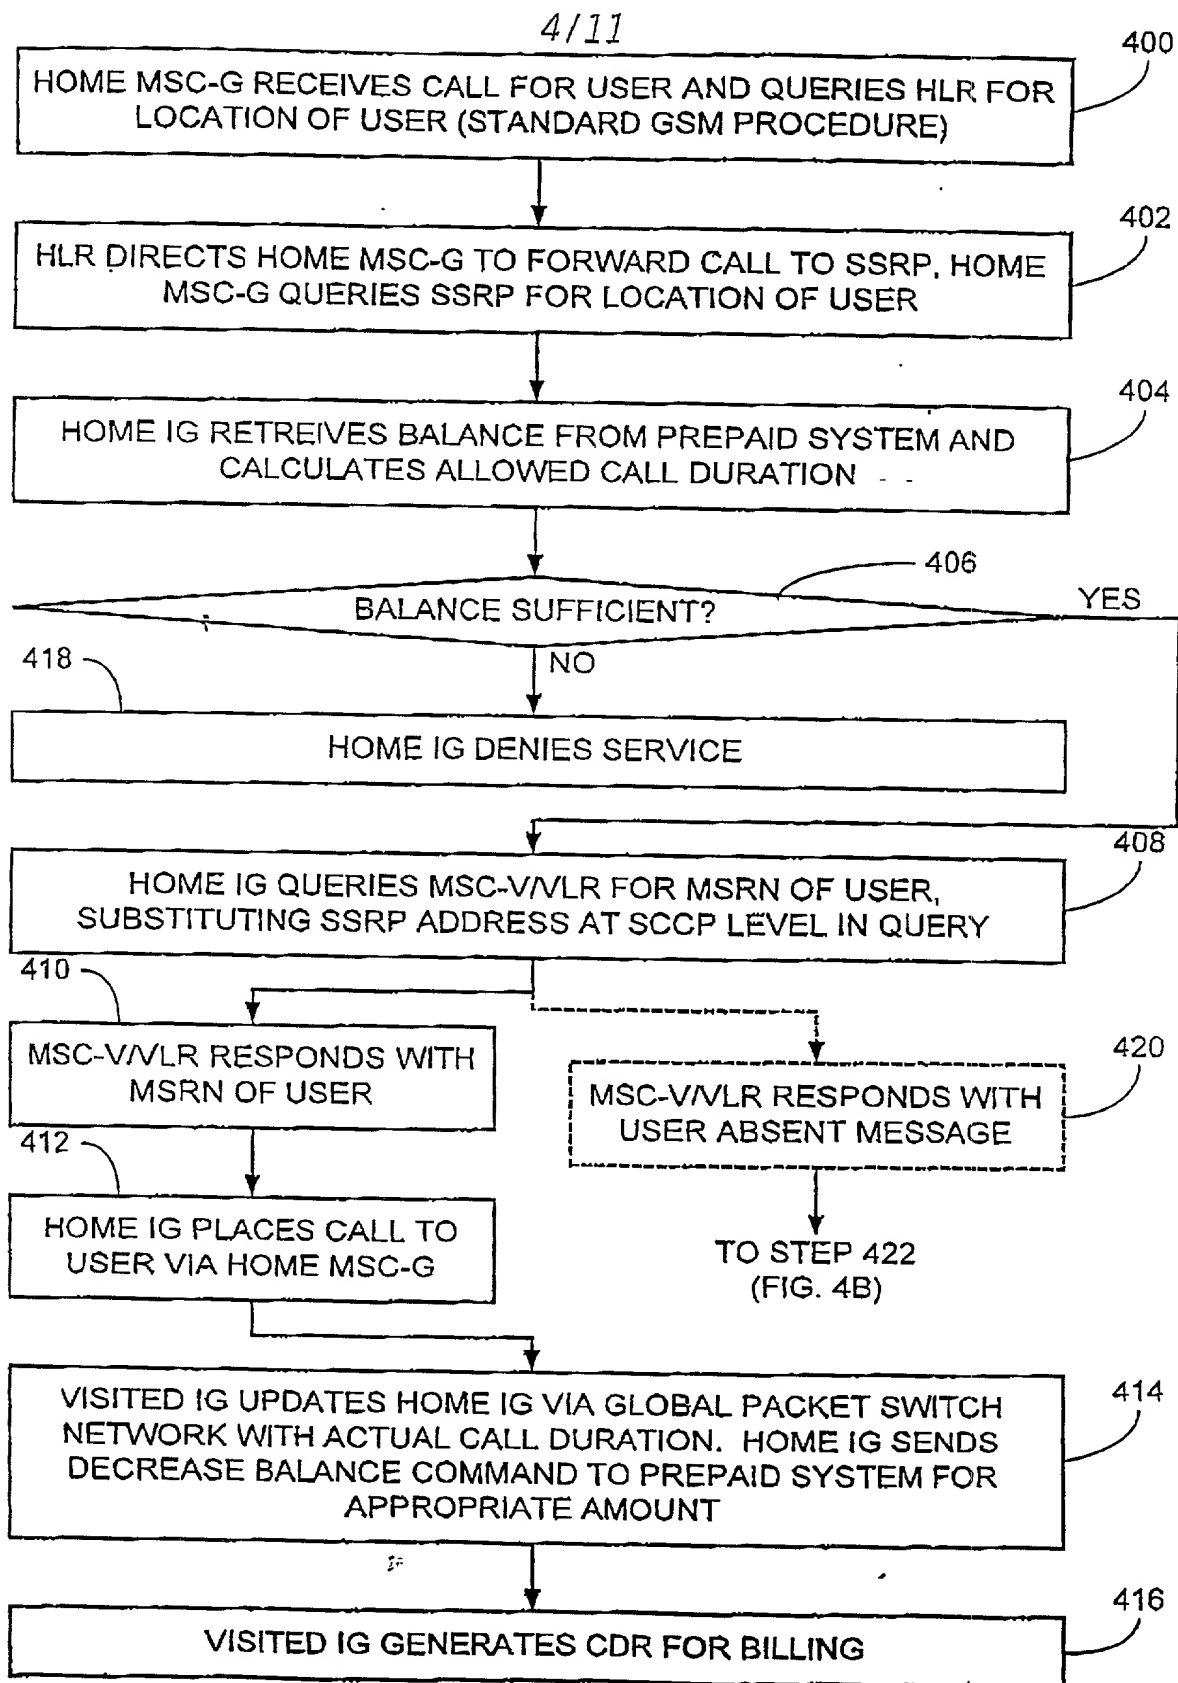 4/11
400
HOME MSC-G RECEIVES CALL FOR USER AND QUERIES HLR FOR
LOCATION OF USER (STANDARD GSM PROCEDURE)
402
HLR DIRECTS HOME MSC-G TO FORWARD CALL TO SSRP, HOME
MSC-G QUERIES SSRP FOR LOCATION OF USER
404
HOME IG RETREIVES BALANCE FROM PREPAID SYSTEM AND
CALCULATES ALLOWED CALL DURATION
406
BALANCE SUFFICIENT?
YES
NO
418
HOME IG DENIES SERVICE
408
HOME IG QUERIES MSC-V/VLR FOR MSRN OF USER,
SUBSTITUTING SSRP ADDRESS AT SCCP LEVEL IN QUERY
410
MSC-V/VLR RESPONDS WITH
MSRN OF USER
420
MSC-V/VLR RESPONDS WITH
USER ABSENT MESSAGE
412
HOME IG PLACES CALL TO
USER VIA HOME MSC-G
TO STEP 422
(FIG. 4B)
414
VISITED IG UPDATES HOME IG VIA GLOBAL PACKET SWITCH
NETWORK WITH ACTUAL CALL DURATION. HOME IG SENDS
DECREASE BALANCE COMMAND TO PREPAID SYSTEM FOR
APPROPRIATE AMOUNT
416
VISITED IG GENERATES CDR FOR BILLING